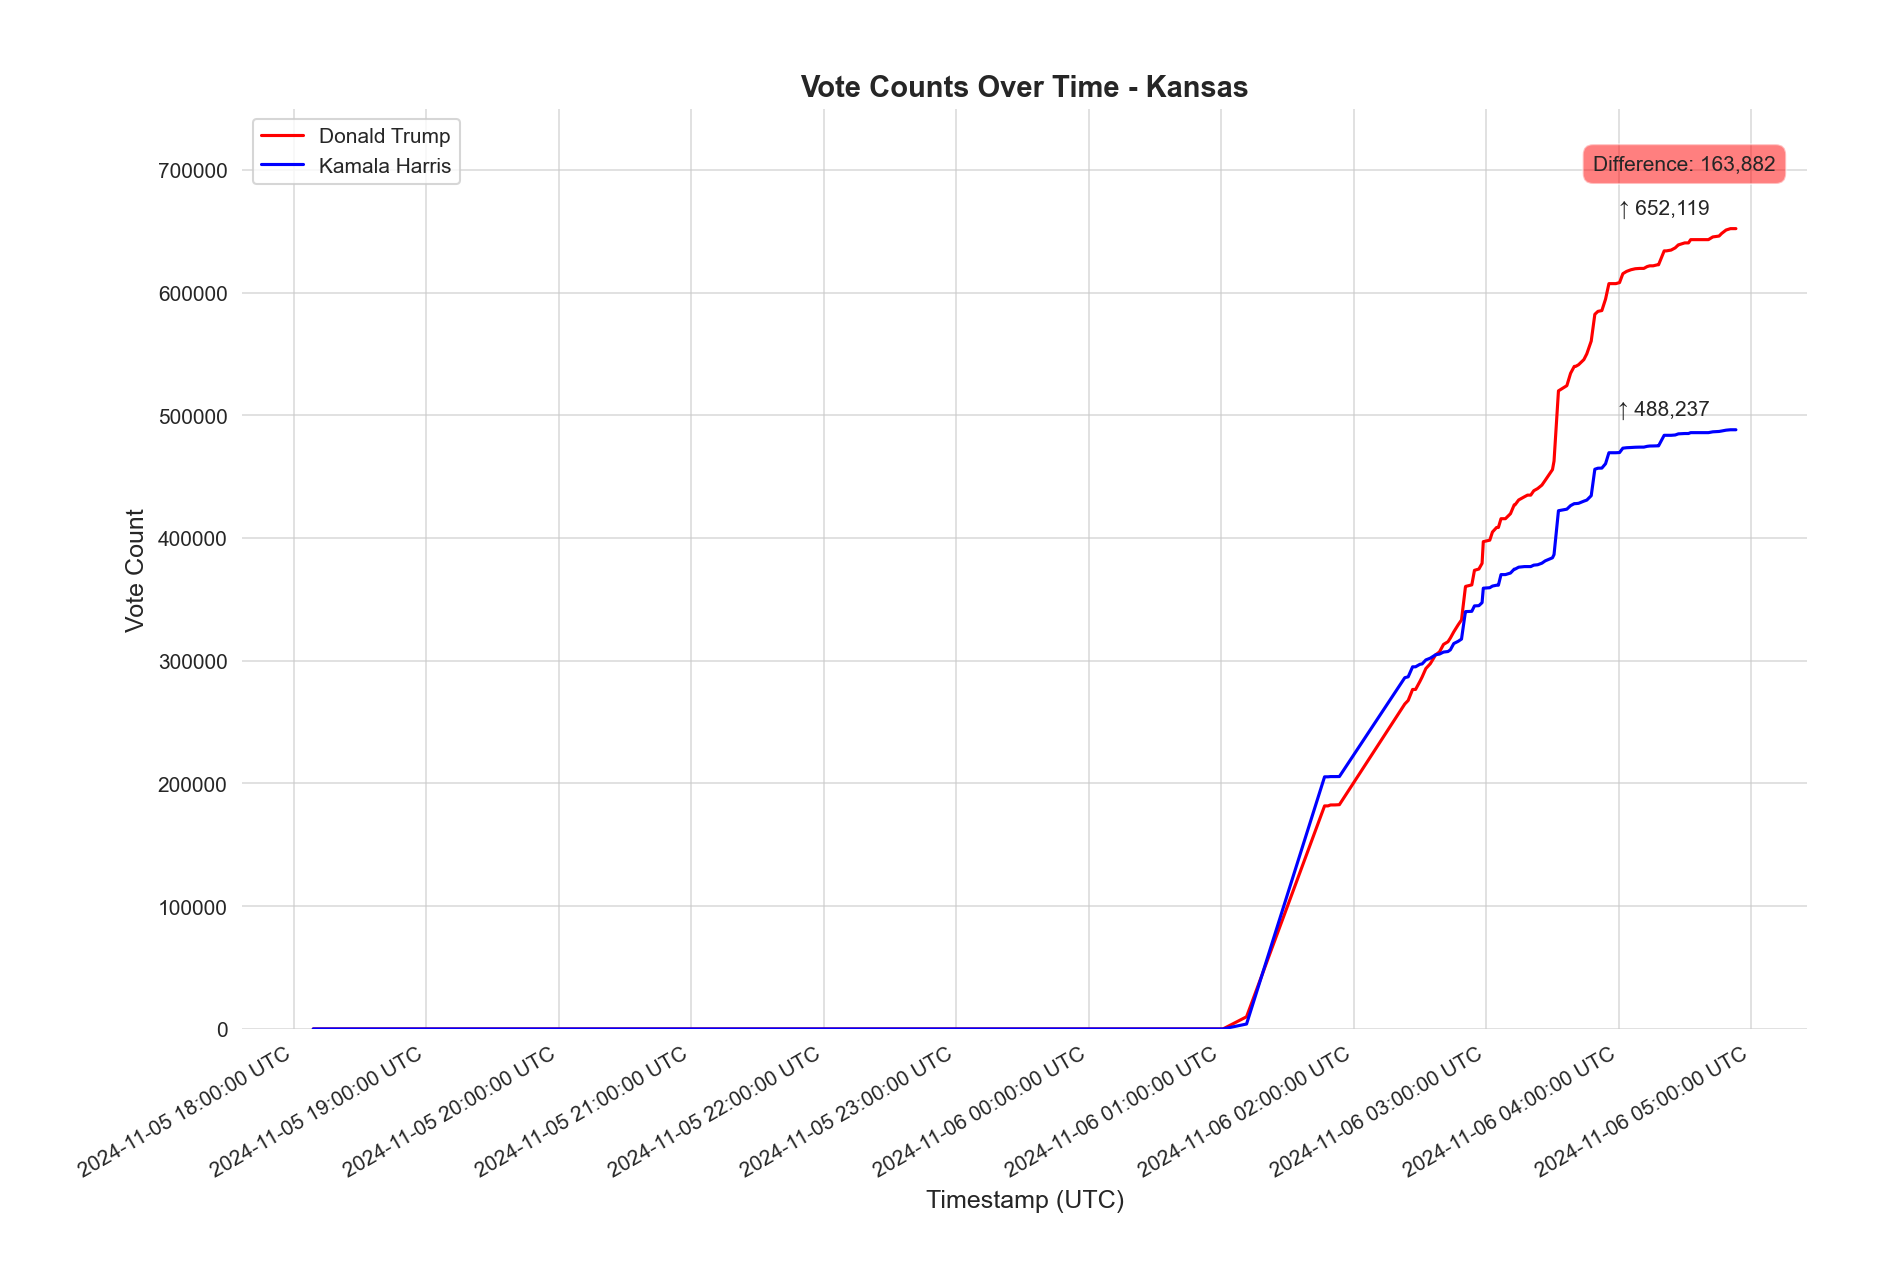 Vote Counts Over Time - Kansas
Donald Trump
Kamala Harris
Difference: 163,882
↑ 652,119
↑ 488,237
Vote Count
700000
600000
500000
400000
300000
200000
100000
0
2024-11-05 18:00:00 UTC
2024-11-05 19:00:00 UTC
2024-11-05 20:00:00 UTC
2024-11-05 21:00:00 UTC
2024-11-05 22:00:00 UTC
2024-11-05 23:00:00 UTC
2024-11-06 00:00:00 UTC
2024-11-06 01:00:00 UTC
2024-11-06 02:00:00 UTC
2024-11-06 03:00:00 UTC
2024-11-06 04:00:00 UTC
2024-11-06 05:00:00 UTC
Timestamp (UTC)